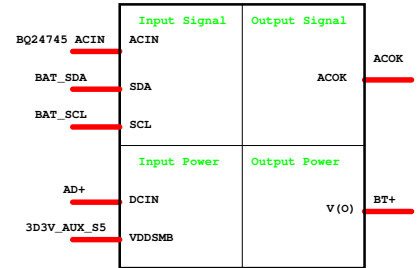 Input Signal Output Signal
BQ24745 ACIN ACIN
ACOK
BAT_SDA SDA ACOK
BAT_SCL SCL
Input Power Output Power
AD+ DCIN
V(O) BT+
3D3V_AUX_S5 VDDSMB